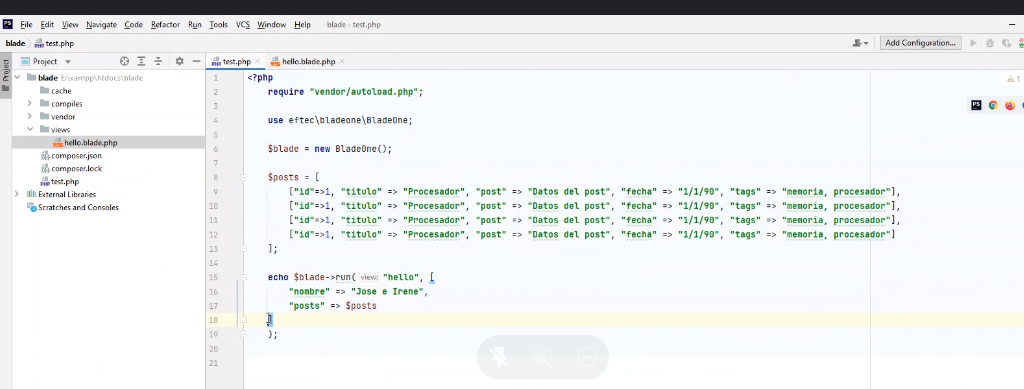 PS File Edit View Navigate Code Refactor Run Tools VCS Window Help blade - test.php
blade test.php Add Configuration...
Project
Project test.php hello.blade.php
blade E:\xampp\htdocs\blade
cache
compiles
vendor
views
hello.blade.php
composer.json
composer.lock
test.php
External Libraries
Scratches and Consoles
1 <?php
2 require "vendor/autoload.php";
3
4 use eftec\bladeone\BladeOne;
5
6 $blade = new BladeOne();
7
8 $posts = [
9 ["id"=>1, "titulo" => "Procesador", "post" => "Datos del post", "fecha" => "1/1/90", "tags" => "memoria, procesador"],
10 ["id"=>1, "titulo" => "Procesador", "post" => "Datos del post", "fecha" => "1/1/90", "tags" => "memoria, procesador"],
11 ["id"=>1, "titulo" => "Procesador", "post" => "Datos del post", "fecha" => "1/1/90", "tags" => "memoria, procesador"],
12 ["id"=>1, "titulo" => "Procesador", "post" => "Datos del post", "fecha" => "1/1/90", "tags" => "memoria, procesador"]
13 ];
14
15 echo $blade->run( view: "hello", [
16 "nombre" => "Jose e Irene",
17 "posts" => $posts
18 ]
19 );
20
21
1
PS